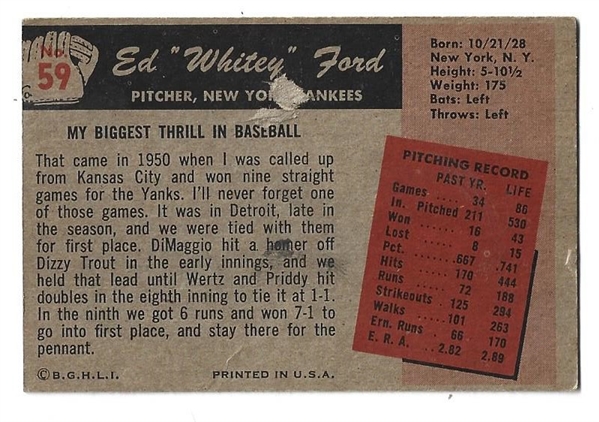 No.
59
Ed "Whitey" Ford
PITCHER, NEW YORK YANKEES
Born: 10/21/28
New York, N. Y.
Height: 5-10½
Weight: 175
Bats: Left
Throws: Left
MY BIGGEST THRILL IN BASEBALL
That came in 1950 when I was called up
from Kansas City and won nine straight
games for the Yanks. I'll never forget one
of those games. It was in Detroit, late in
the season, and we were tied with them
for first place. DiMaggio hit a homer off
Dizzy Trout in the early innings, and we
held that lead until Wertz and Priddy hit
doubles in the eighth inning to tie it at 1-1.
In the ninth we got 6 runs and won 7-1 to
go into first place, and stay there for the
pennant.
PITCHING RECORD
PAST YR. LIFE
Games 34 86
In. Pitched 211 530
Won 16 43
Lost 8 15
Pct. .667 .741
Hits 170 444
Runs 72 188
Strikeouts 125 294
Walks 101 263
Ern. Runs 66 170
E. R. A. 2.82 2.89
©B.G.H.L.I. PRINTED IN U.S.A.